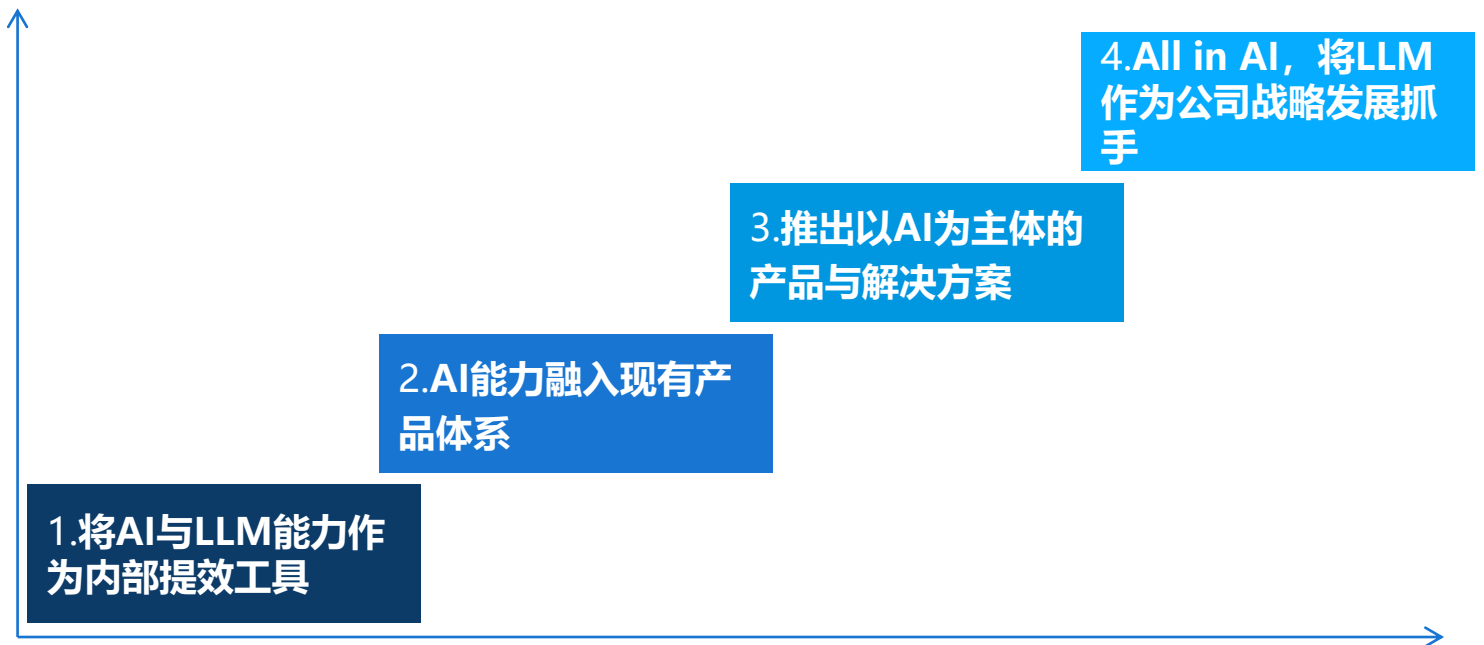 4.All in AI，将LLM
作为公司战略发展抓
手
3.推出以AI为主体的
产品与解决方案
2.AI能力融入现有产
品体系
1.将AI与LLM能力作
为内部提效工具